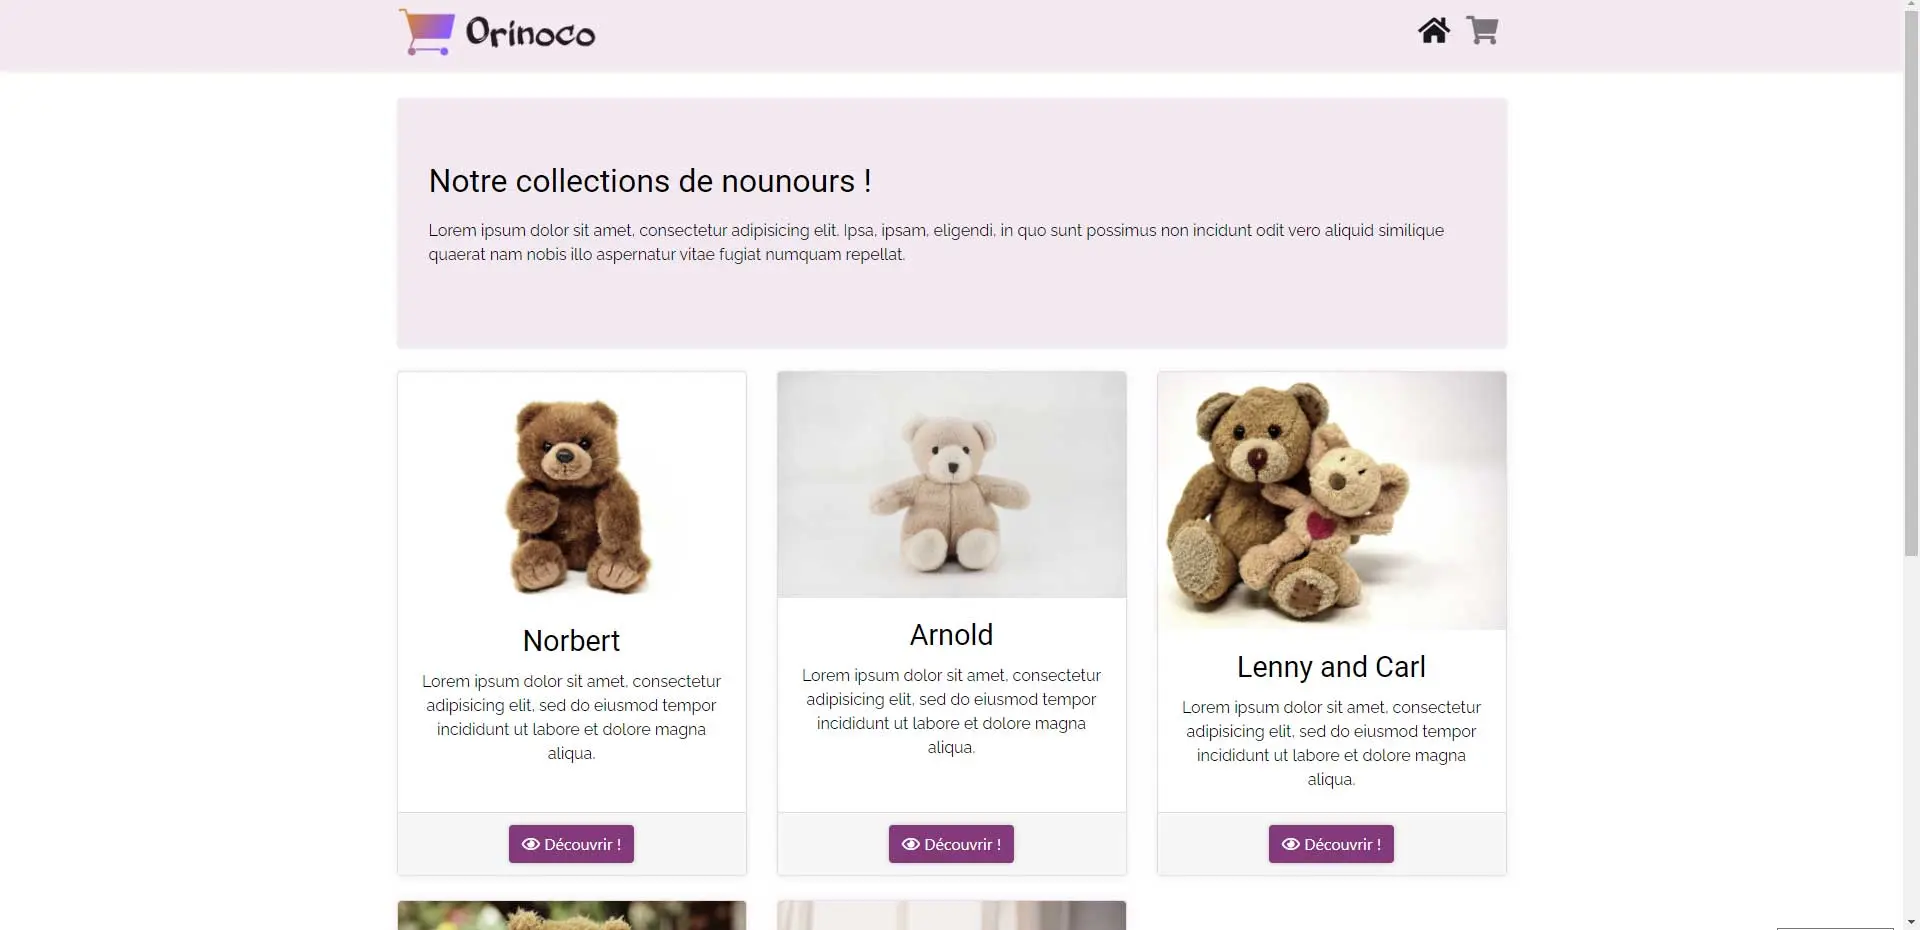 Orinoco
Notre collections de nounours !
Lorem ipsum dolor sit amet, consectetur adipisicing elit. Ipsa, ipsam, eligendi, in quo sunt possimus non incidunt odit vero aliquid similique
quaerat nam nobis illo aspernatur vitae fugiat numquam repellat.
Norbert
Lorem ipsum dolor sit amet, consectetur
adipisicing elit, sed do eiusmod tempor
incididunt ut labore et dolore magna
aliqua.
Découvrir !
Arnold
Lorem ipsum dolor sit amet, consectetur
adipisicing elit, sed do eiusmod tempor
incididunt ut labore et dolore magna
aliqua.
Découvrir !
Lenny and Carl
Lorem ipsum dolor sit amet, consectetur
adipisicing elit, sed do eiusmod tempor
incididunt ut labore et dolore magna
aliqua.
Découvrir !